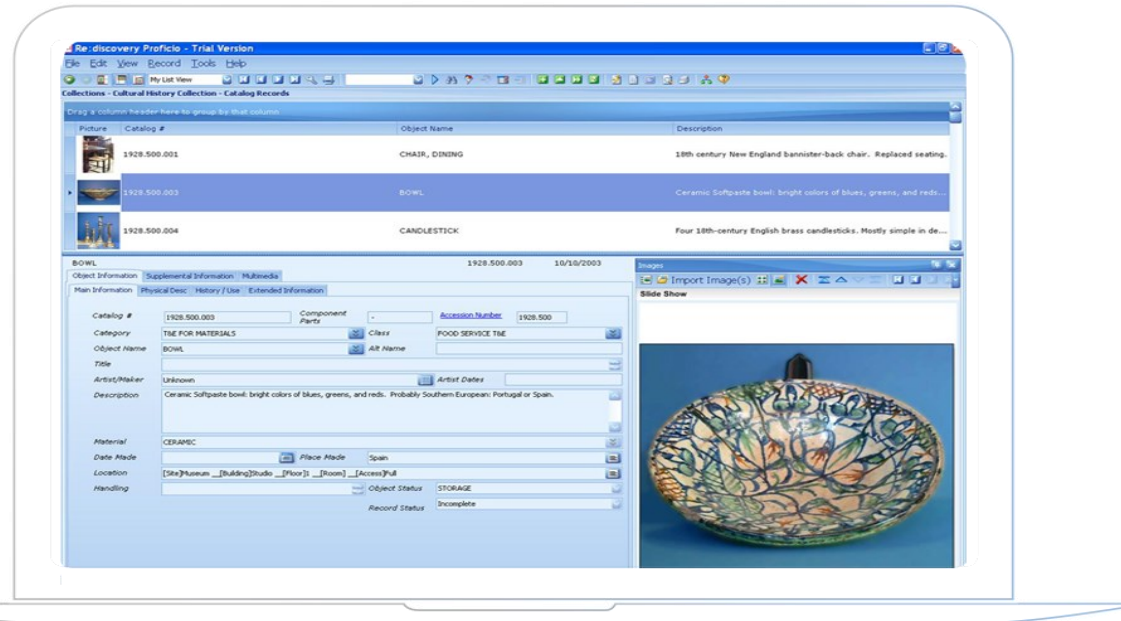 Re:discovery Proficio - Trial Version
File Edit View Record Tools Help
My List View
Collections - Cultural History Collection - Catalog Records
Drag a column header here to group by that column
Picture Catalog # Object Name Description
1928.500.001 CHAIR, DINING 18th century New England bannister-back chair. Replaced seating.
1928.500.003 BOWL Ceramic Softpaste bowl: bright colors of blues, greens, and reds...
1928.500.004 CANDLESTICK Four 18th-century English brass candlesticks. Mostly simple in de...
BOWL 1928.500.003 10/10/2003
Images
Object Information Supplemental Information Multimedia
Import Image(s)
Main Information Physical Desc History / Use Extended Information
Slide Show
Catalog # 1928.500.003 Component Parts - Accession Number 1928.500
Category T&E FOR MATERIALS Class FOOD SERVICE T&E
Object Name BOWL Alt Name
Title
Artist/Maker Unknown Artist Dates
Description Ceramic Softpaste bowl: bright colors of blues, greens, and reds. Probably Southern European: Portugal or Spain.
Material CERAMIC
Date Made Place Made Spain
Location [Site]Museum __[Building]Studio __[Floor]1 __[Room] __[Access]Full
Handling Object Status STORAGE
Record Status Incomplete